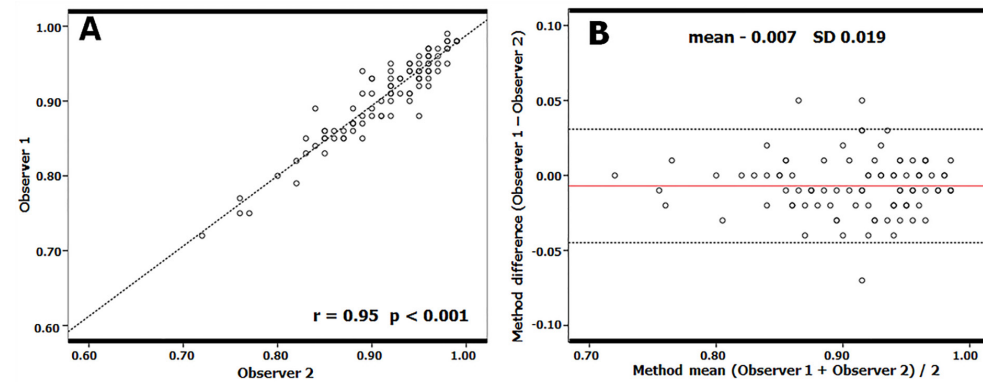 A
1.00
0.90
0.80
0.70
0.60
Observer 1
r = 0.95 p < 0.001
0.60 0.70 0.80 0.90 1.00
Observer 2
B
mean - 0.007 SD 0.019
0.10
0.05
0.00
-0.05
-0.10
Method difference (Observer 1 – Observer 2)
0.70 0.80 0.90 1.00
Method mean (Observer 1 + Observer 2) / 2